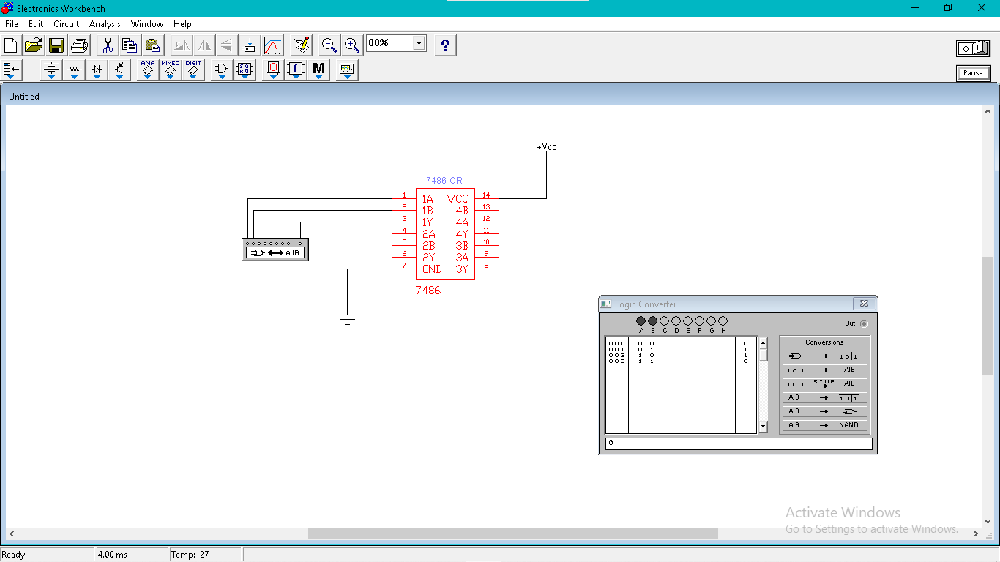 Electronics Workbench
File Edit Circuit Analysis Window Help
80%
?
0 1
ANA MIXED DIGIT
M
Pause
Untitled
+Vcc
7486-OR
1 1A VCC 14
2 1B 4B 13
3 1Y 4A 12
4 2A 4Y 11
5 2B 3B 10
6 2Y 3A 9
7 GND 3Y 8
7486
A|B
Logic Converter
Out
A B C D E F G H
Conversions
000 0 0 0
001 0 1 1
002 1 0 1
003 1 1 0
→ 1 0 1
1 0 1 → A|B
1 0 1 SIMP → A|B
A|B → 1 0 1
A|B →
A|B → NAND
0
Activate Windows
Go to Settings to activate Windows.
Ready 4.00 ms Temp: 27